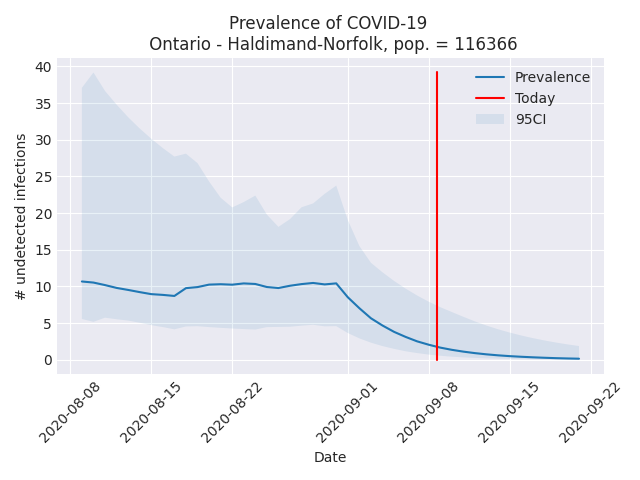 Prevalence of COVID-19
Ontario - Haldimand-Norfolk, pop. = 116366
Prevalence
Today
95CI
# undetected infections
40
35
30
25
20
15
10
5
0
2020-08-08
2020-08-15
2020-08-22
2020-09-01
2020-09-08
2020-09-15
2020-09-22
Date